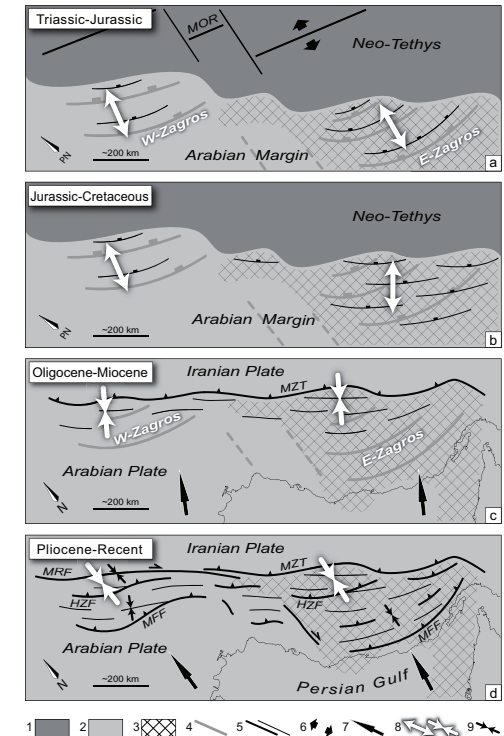 Triassic-Jurassic
MOR
Neo-Tethys
W-Zagros
E-Zagros
Arabian Margin
PN
~200 km
a
Jurassic-Cretaceous
Neo-Tethys
Arabian Margin
PN
~200 km
b
Oligocene-Miocene
Iranian Plate
MZT
W-Zagros
E-Zagros
Arabian Plate
N
~200 km
c
Pliocene-Recent
Iranian Plate
MRF
MZT
HZF
HZF
MFF
MFF
Arabian Plate
N
~200 km
Persian Gulf
d
1 2 3 4 5 6 7 8 9